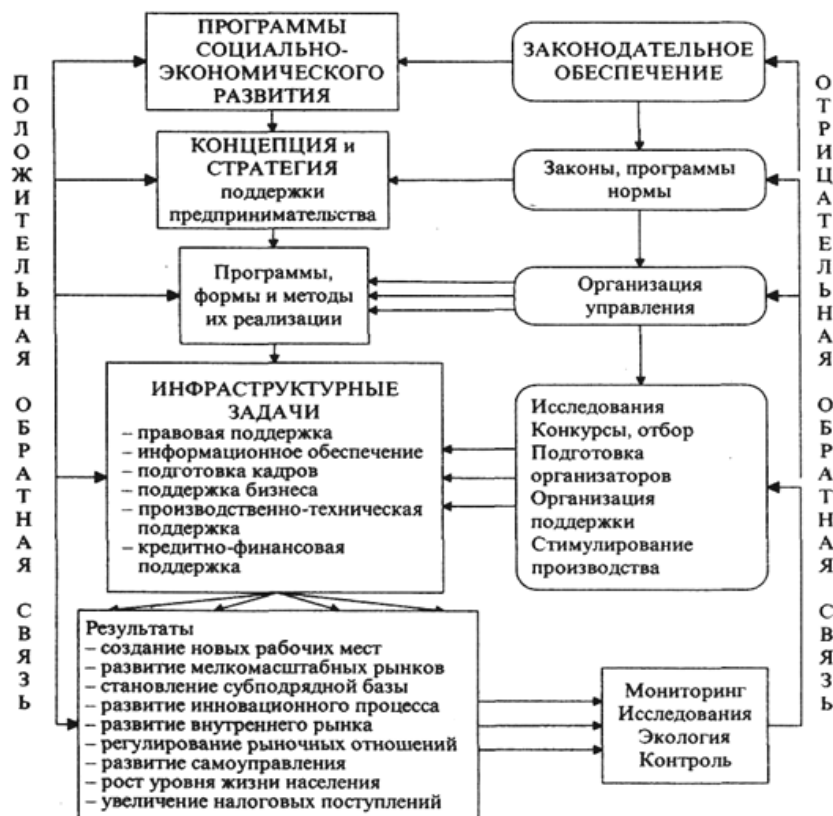 ПРОГРАММЫ
СОЦИАЛЬНО-
ЭКОНОМИЧЕСКОГО
РАЗВИТИЯ
ЗАКОНОДАТЕЛЬНОЕ
ОБЕСПЕЧЕНИЕ
КОНЦЕПЦИЯ и
СТРАТЕГИЯ
поддержки
предпринимательства
Законы, программы
нормы
Программы,
формы и методы
их реализации
Организация
управления
ИНФРАСТРУКТУРНЫЕ
ЗАДАЧИ
– правовая поддержка
– информационное обеспечение
– подготовка кадров
– поддержка бизнеса
– производственно-техническая
поддержка
– кредитно-финансовая
поддержка
Исследования
Конкурсы, отбор
Подготовка
организаторов
Организация
поддержки
Стимулирование
производства
Результаты
– создание новых рабочих мест
– развитие мелкомасштабных рынков
– становление субподрядной базы
– развитие инновационного процесса
– развитие внутреннего рынка
– регулирование рыночных отношений
– развитие самоуправления
– рост уровня жизни населения
– увеличение налоговых поступлений
Мониторинг
Исследования
Экология
Контроль
ПОЛОЖИТЕЛЬНАЯ ОБРАТНАЯ СВЯЗЬ
ОТРИЦАТЕЛЬНАЯ ОБРАТНАЯ СВЯЗЬ